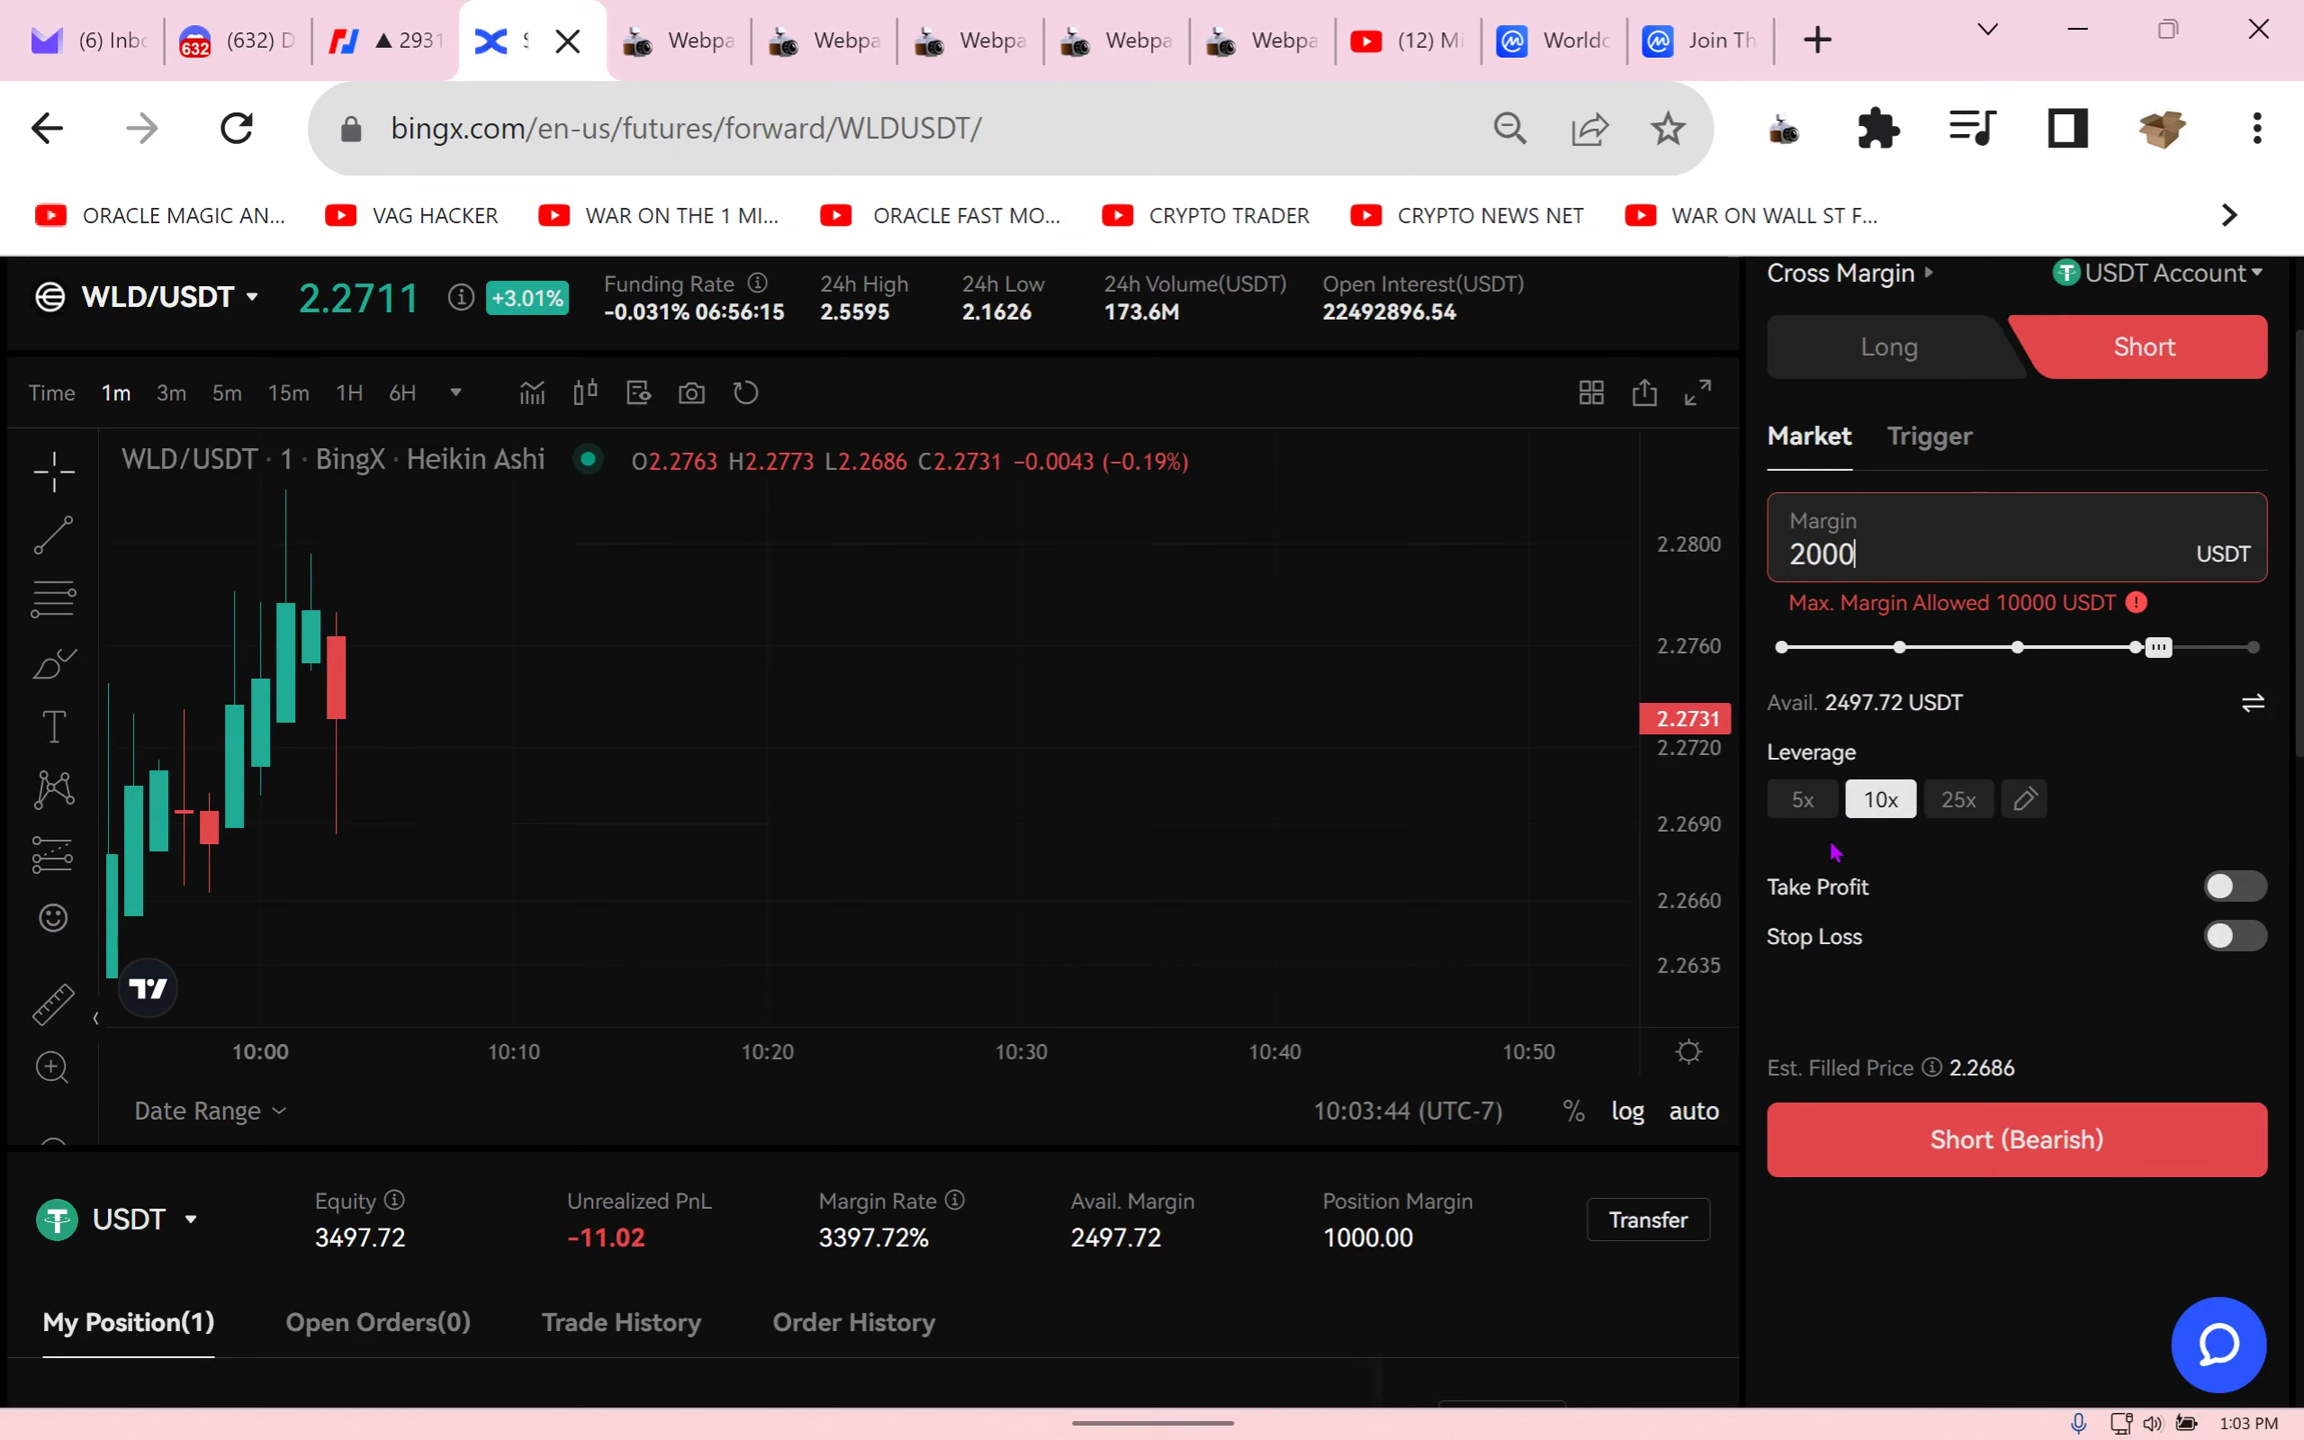 (6) Inbo
632
(632) D
▲ 2931
S
Webpa
Webpa
Webpa
Webpa
Webpa
(12) Mi
Worldc
Join Th
bingx.com/en-us/futures/forward/WLDUSDT/
ORACLE MAGIC AN...
VAG HACKER
WAR ON THE 1 MI...
ORACLE FAST MO...
CRYPTO TRADER
CRYPTO NEWS NET
WAR ON WALL ST F...
WLD/USDT
2.2711
+3.01%
Funding Rate
-0.031% 06:56:15
24h High
2.5595
24h Low
2.1626
24h Volume(USDT)
173.6M
Open Interest(USDT)
22492896.54
Time 1m 3m 5m 15m 1H 6H
WLD/USDT · 1 · BingX · Heikin Ashi
O2.2763 H2.2773 L2.2686 C2.2731 −0.0043 (−0.19%)
2.2800
2.2760
2.2731
2.2720
2.2690
2.2660
2.2635
10:00 10:10 10:20 10:30 10:40 10:50
Date Range
10:03:44 (UTC-7) % log auto
USDT
Equity
3497.72
Unrealized PnL
-11.02
Margin Rate
3397.72%
Avail. Margin
2497.72
Position Margin
1000.00
Transfer
My Position(1) Open Orders(0) Trade History Order History
Cross Margin
USDT Account
Long
Short
Market
Trigger
Margin
2000 USDT
Max. Margin Allowed 10000 USDT
Avail. 2497.72 USDT
Leverage
5x 10x 25x
Take Profit
Stop Loss
Est. Filled Price 2.2686
Short (Bearish)
1:03 PM